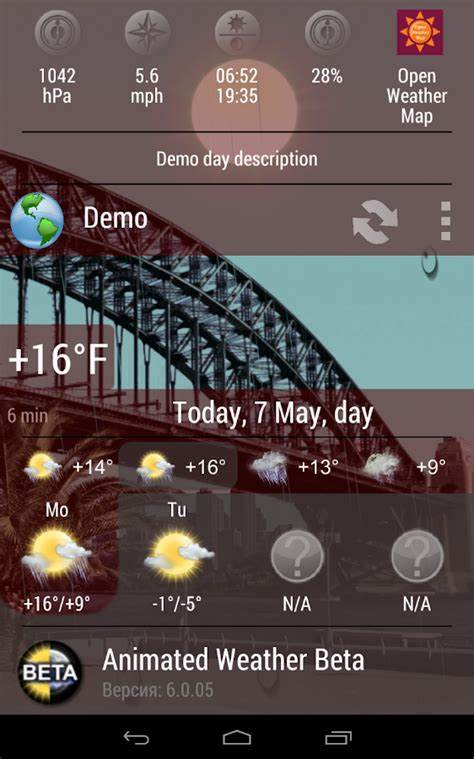 1042
hPa
5.6
mph
06:52
19:35
28%
Open
Weather
Map
Demo day description
Demo
+16°F
6 min
Today, 7 May, day
+14° +16° +13° +9°
Mo Tu
+16°/+9° -1°/-5° N/A N/A
BETA
Animated Weather Beta
Версия: 6.0.05